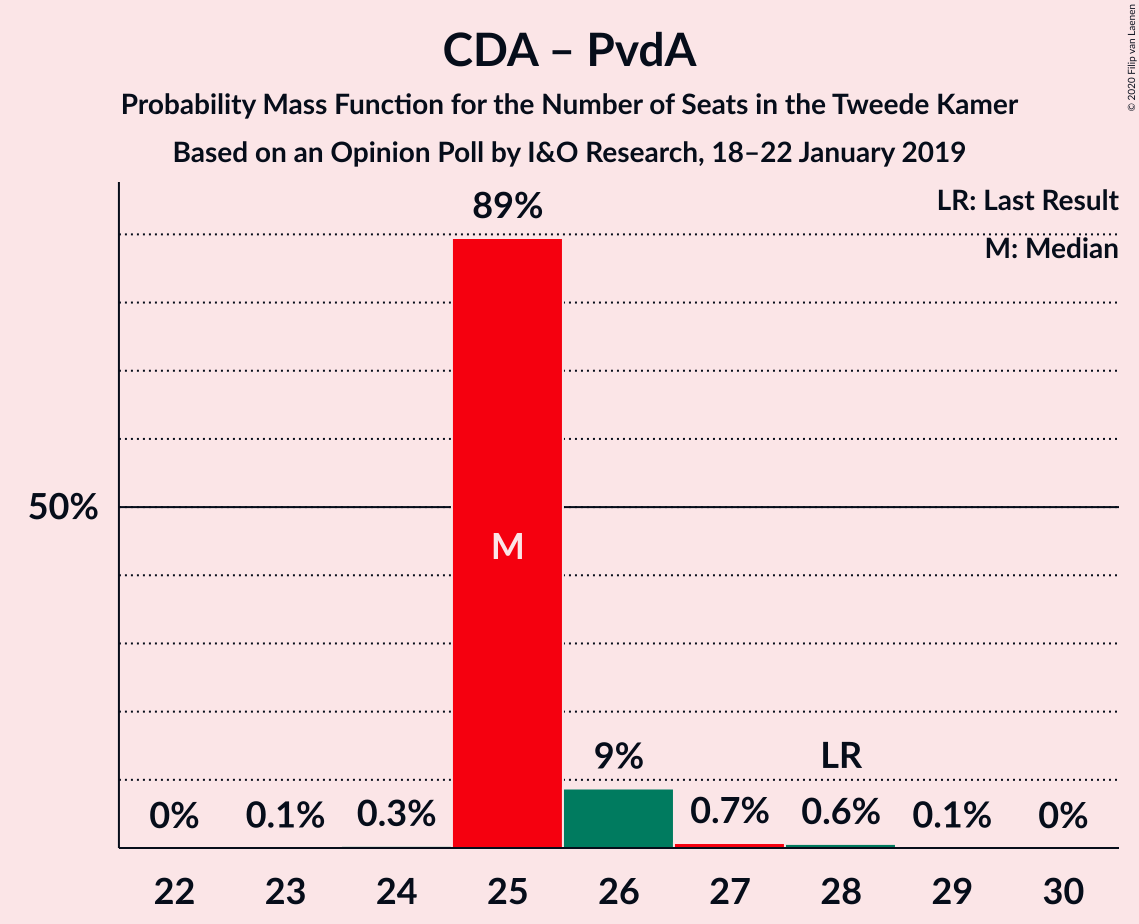 CDA – PvdA
Probability Mass Function for the Number of Seats in the Tweede Kamer
Based on an Opinion Poll by I&O Research, 18–22 January 2019
© 2020 Filip van Laenen
LR: Last Result
M: Median
89%
50%
M
9%
LR
0% 0.1% 0.3% 0.7% 0.6% 0.1% 0%
22 23 24 25 26 27 28 29 30